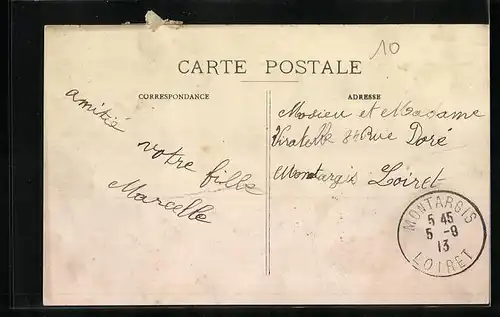 10
CARTE POSTALE
CORRESPONDANCE
amitié
votre fille
Marcelle
ADRESSE
Mosieu et Madame
84 Rue Doré
Montargis Loiret
MONTARGIS
5 45
5 - 9
13
LOIRET